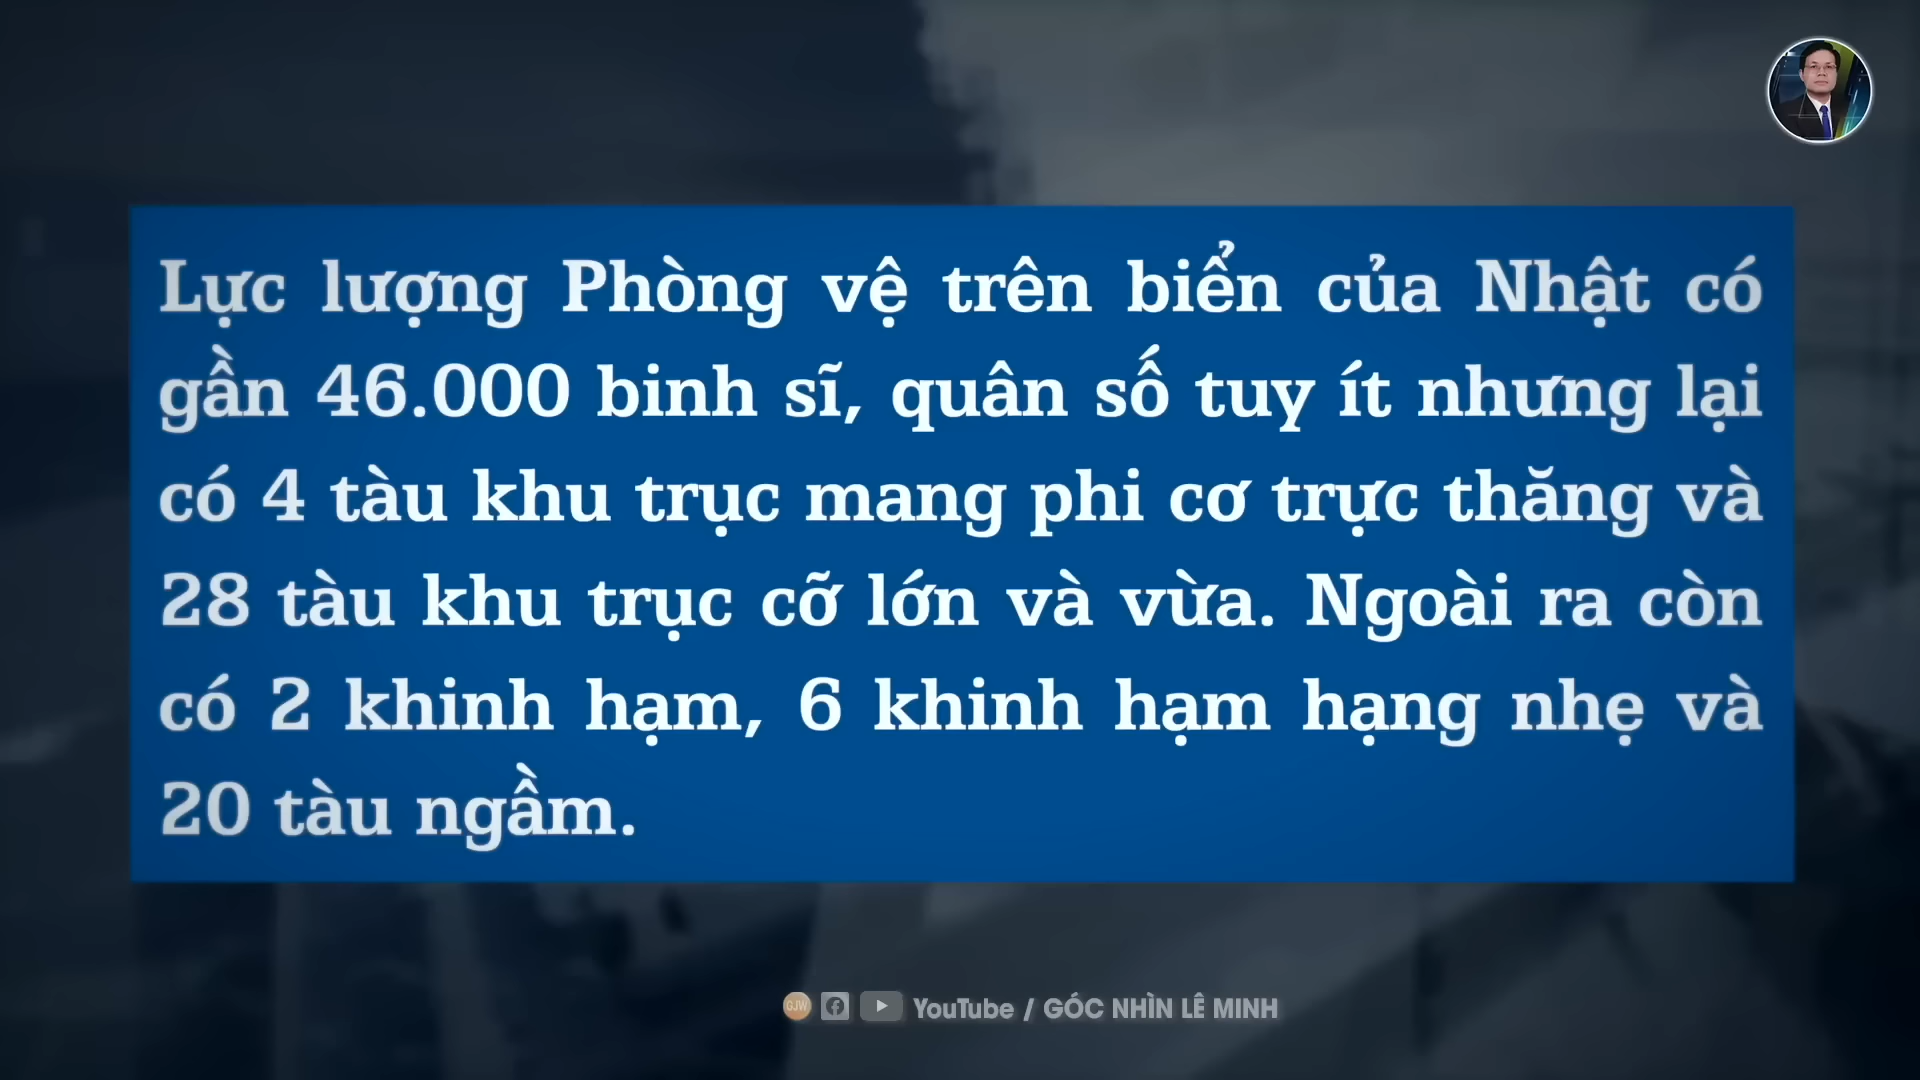 Lực lượng Phòng vệ trên biển của Nhật có
gần 46.000 binh sĩ, quân số tuy ít nhưng lại
có 4 tàu khu trục mang phi cơ trực thăng và
28 tàu khu trục cỡ lớn và vừa. Ngoài ra còn
có 2 khinh hạm, 6 khinh hạm hạng nhẹ và
20 tàu ngầm.
GJW YouTube / GÓC NHÌN LÊ MINH